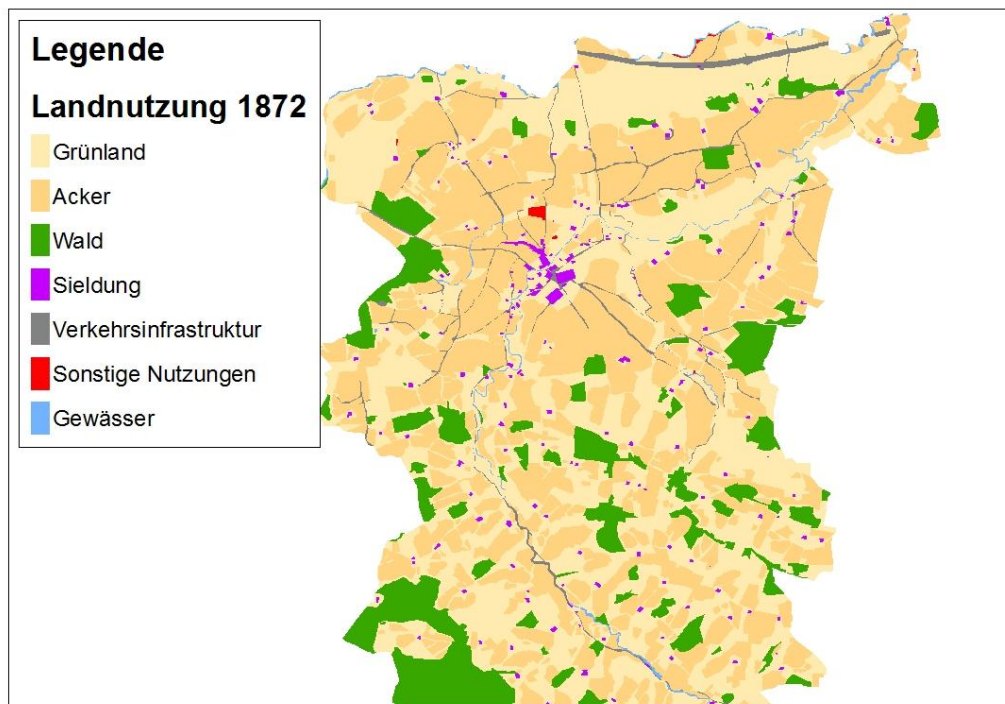 Legende
Landnutzung 1872
Grünland
Acker
Wald
Sieldung
Verkehrsinfrastruktur
Sonstige Nutzungen
Gewässer